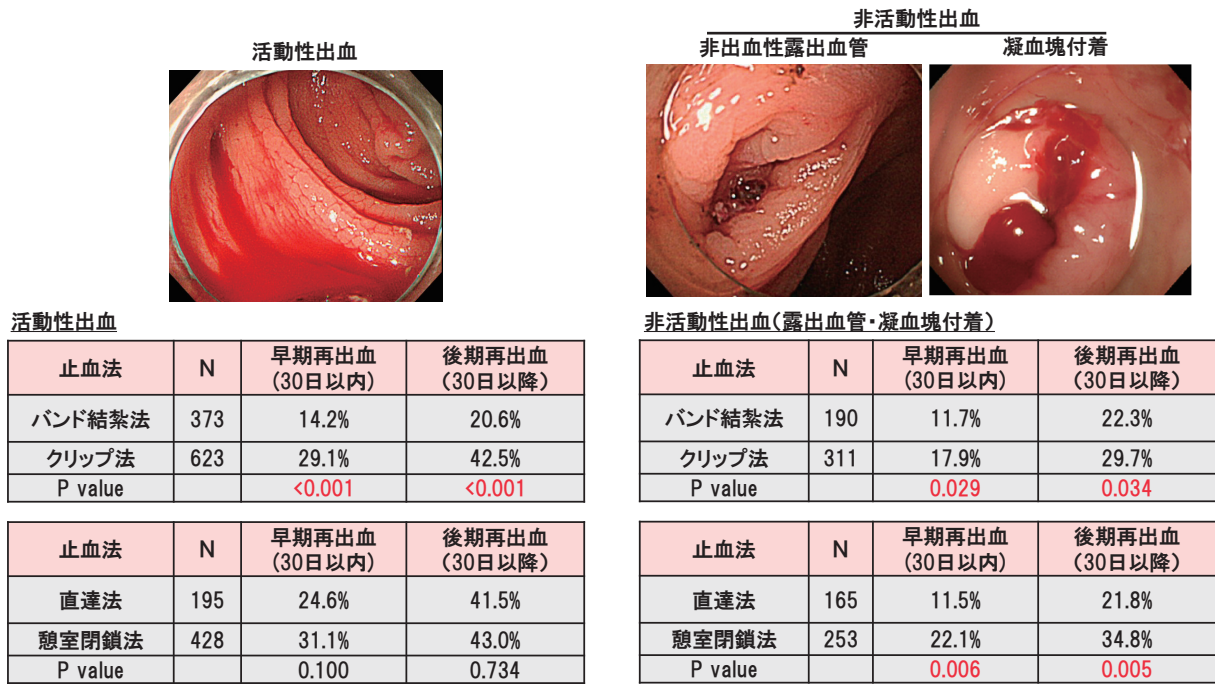 活動性出血
非活動性出血
非出血性露出血管
凝血塊付着
活動性出血
止血法 N 早期再出血(30日以内) 後期再出血(30日以降)
バンド結紮法 373 14.2% 20.6%
クリップ法 623 29.1% 42.5%
P value <0.001 <0.001
止血法 N 早期再出血(30日以内) 後期再出血(30日以降)
直達法 195 24.6% 41.5%
憩室閉鎖法 428 31.1% 43.0%
P value 0.100 0.734
非活動性出血(露出血管・凝血塊付着)
止血法 N 早期再出血(30日以内) 後期再出血(30日以降)
バンド結紮法 190 11.7% 22.3%
クリップ法 311 17.9% 29.7%
P value 0.029 0.034
止血法 N 早期再出血(30日以内) 後期再出血(30日以降)
直達法 165 11.5% 21.8%
憩室閉鎖法 253 22.1% 34.8%
P value 0.006 0.005